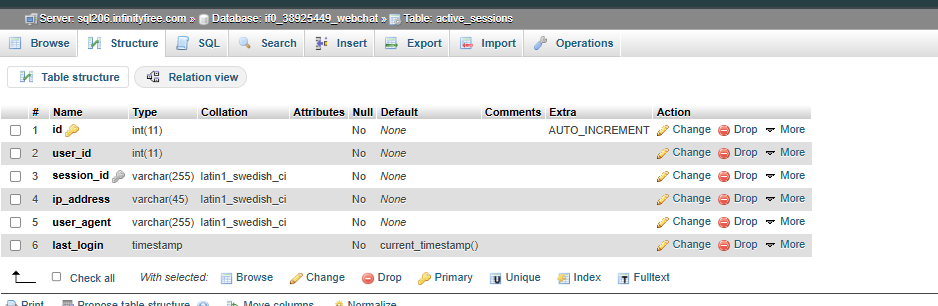 Server: sql206.infinityfree.com » Database: if0_38925449_webchat » Table: active_sessions
Browse Structure SQL Search Insert Export Import Operations
Table structure Relation view
# Name Type Collation Attributes Null Default Comments Extra Action
1 id int(11) No None AUTO_INCREMENT Change Drop More
2 user_id int(11) No None Change Drop More
3 session_id varchar(255) latin1_swedish_ci No None Change Drop More
4 ip_address varchar(45) latin1_swedish_ci No None Change Drop More
5 user_agent varchar(255) latin1_swedish_ci No None Change Drop More
6 last_login timestamp No current_timestamp() Change Drop More
Check all With selected: Browse Change Drop Primary Unique Index Fulltext
Print Propose table structure Move columns Normalize